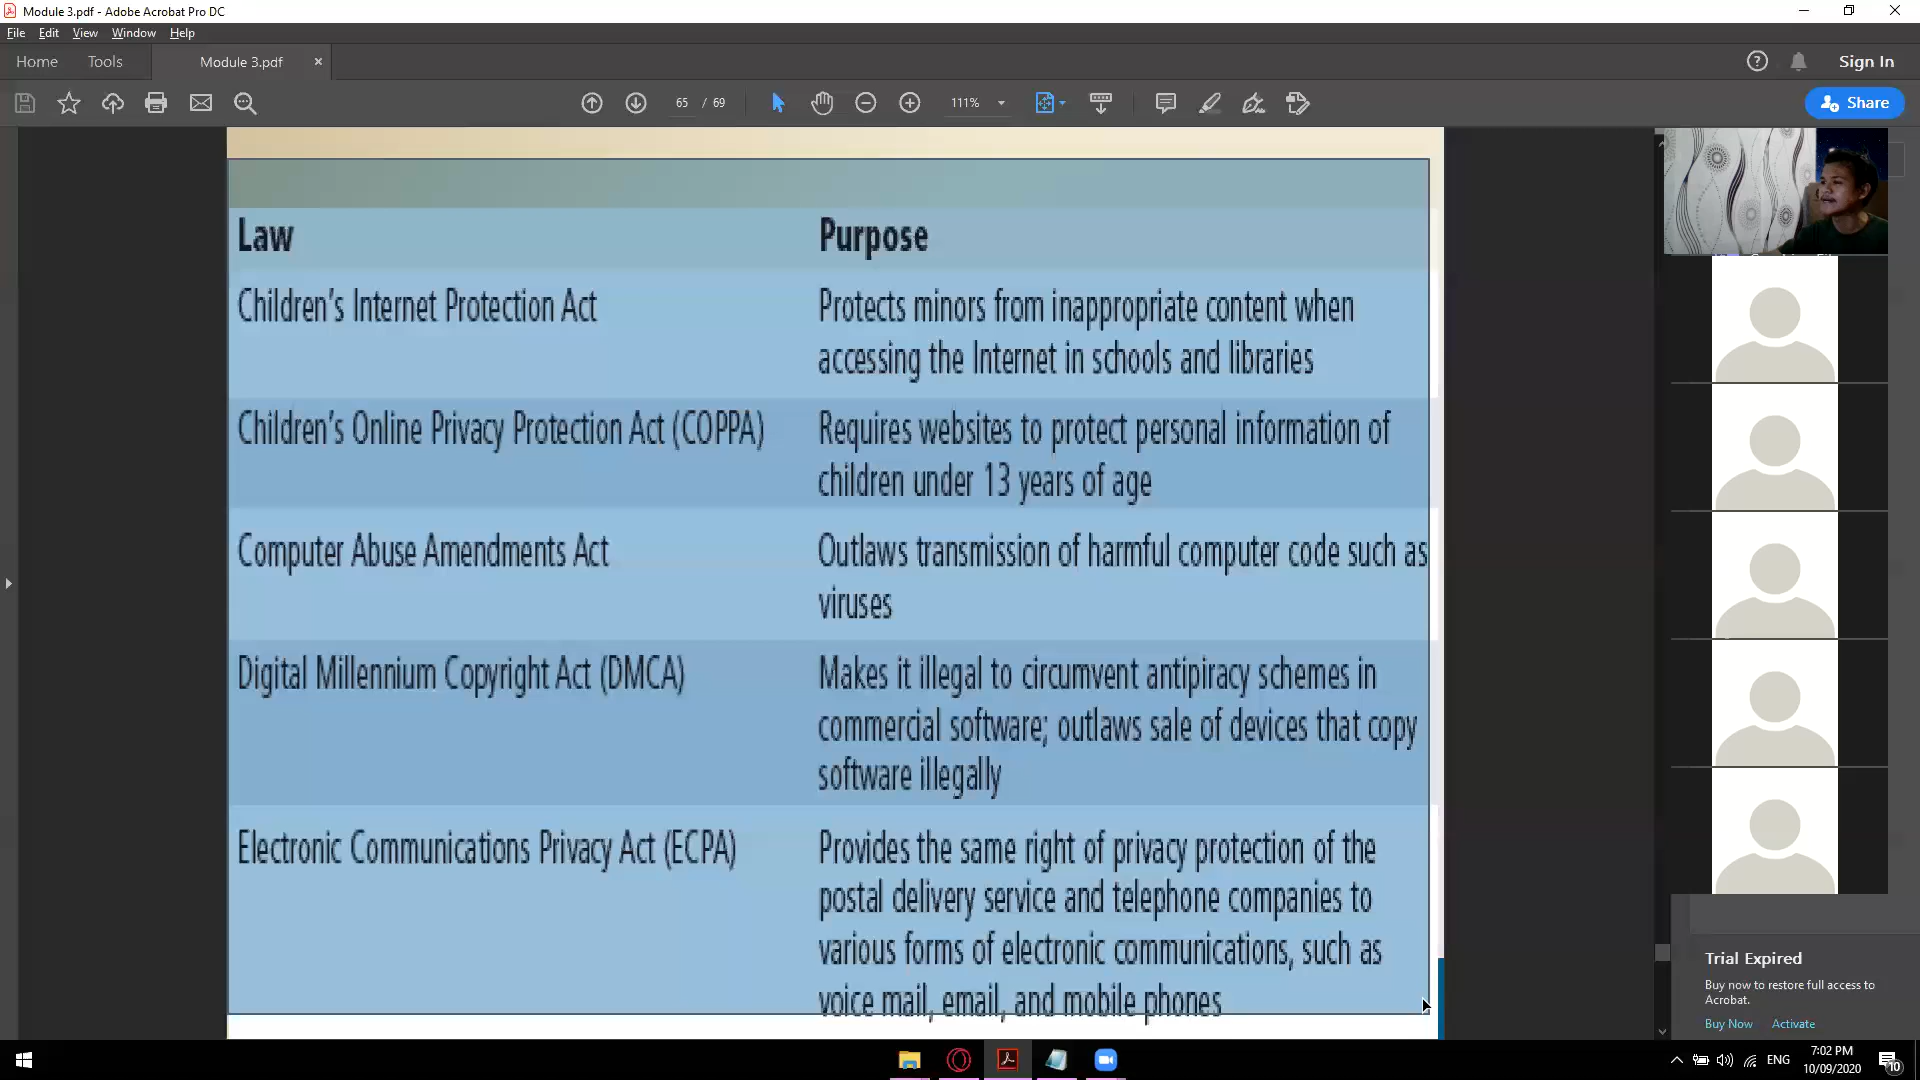 Module 3.pdf - Adobe Acrobat Pro DC
File Edit View Window Help
Home Tools Module 3.pdf ×
Sign In
65 / 69
111%
Share
Law Purpose
Children's Internet Protection Act Protects minors from inappropriate content when
accessing the Internet in schools and libraries
Children's Online Privacy Protection Act (COPPA) Requires websites to protect personal information of
children under 13 years of age
Computer Abuse Amendments Act Outlaws transmission of harmful computer code such as
viruses
Digital Millennium Copyright Act (DMCA) Makes it illegal to circumvent antipiracy schemes in
commercial software; outlaws sale of devices that copy
software illegally
Electronic Communications Privacy Act (ECPA) Provides the same right of privacy protection of the
postal delivery service and telephone companies to
various forms of electronic communications, such as
voice mail, email, and mobile phones
Trial Expired
Buy now to restore full access to
Acrobat.
Buy Now Activate
ENG
7:02 PM
10/09/2020
10